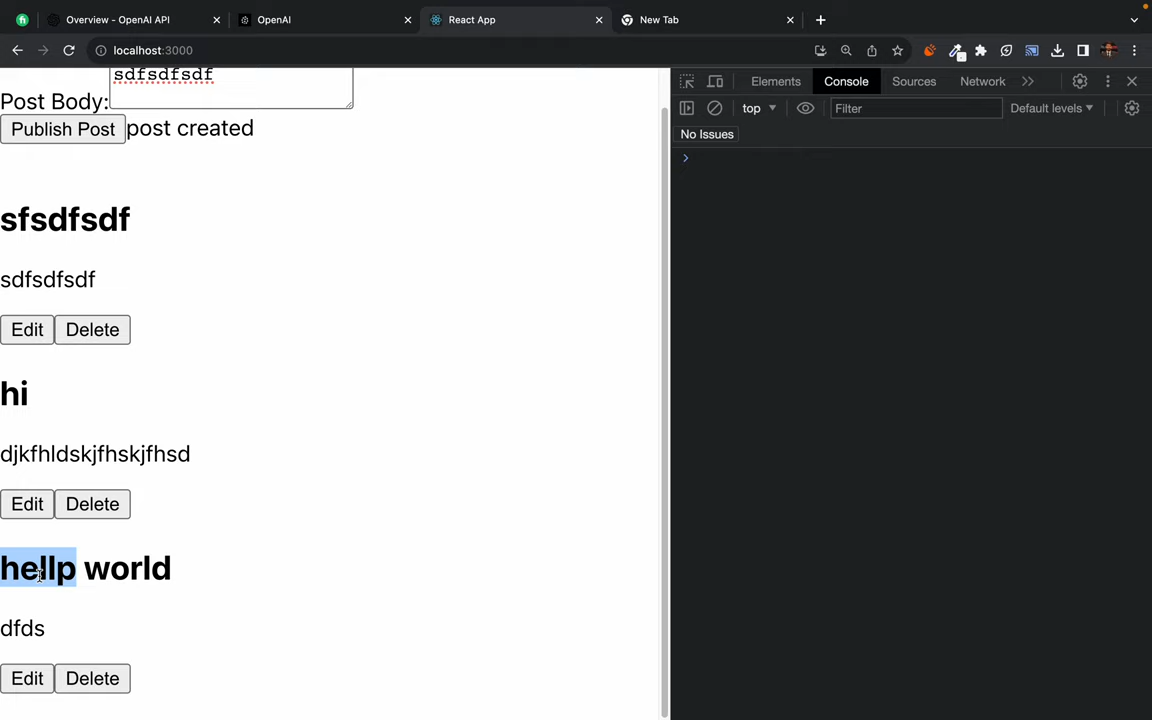 Overview - OpenAI API
OpenAI
React App
New Tab
localhost:3000
sdfsdfsdf
Post Body:
Publish Post
post created
sfsdfsdf
sdfsdfsdf
Edit
Delete
hi
djkfhldskjfhskjfhsd
Edit
Delete
hellp world
dfds
Edit
Delete
Elements
Console
Sources
Network
top
Filter
Default levels
No Issues